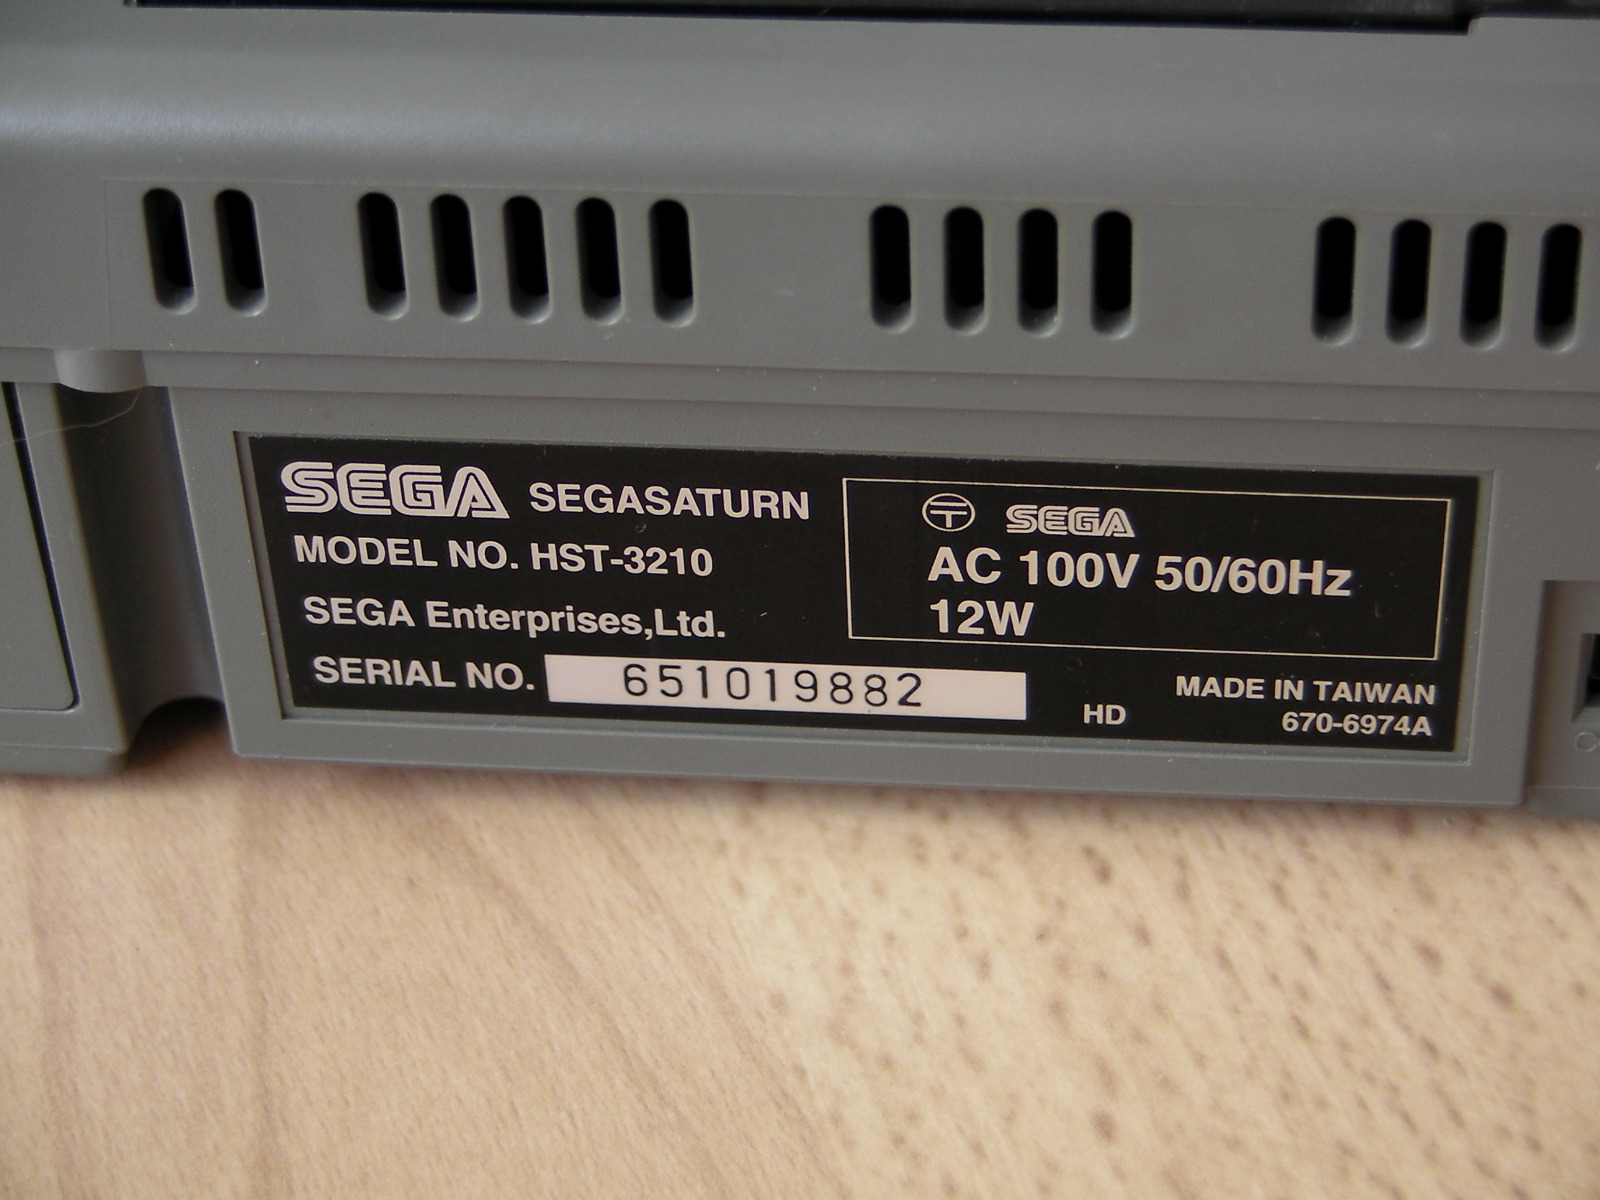 SEGA SEGASATURN
MODEL NO. HST-3210
SEGA Enterprises,Ltd.
SERIAL NO. 651019882
T SEGA
AC 100V 50/60Hz
12W
HD
MADE IN TAIWAN
670-6974A